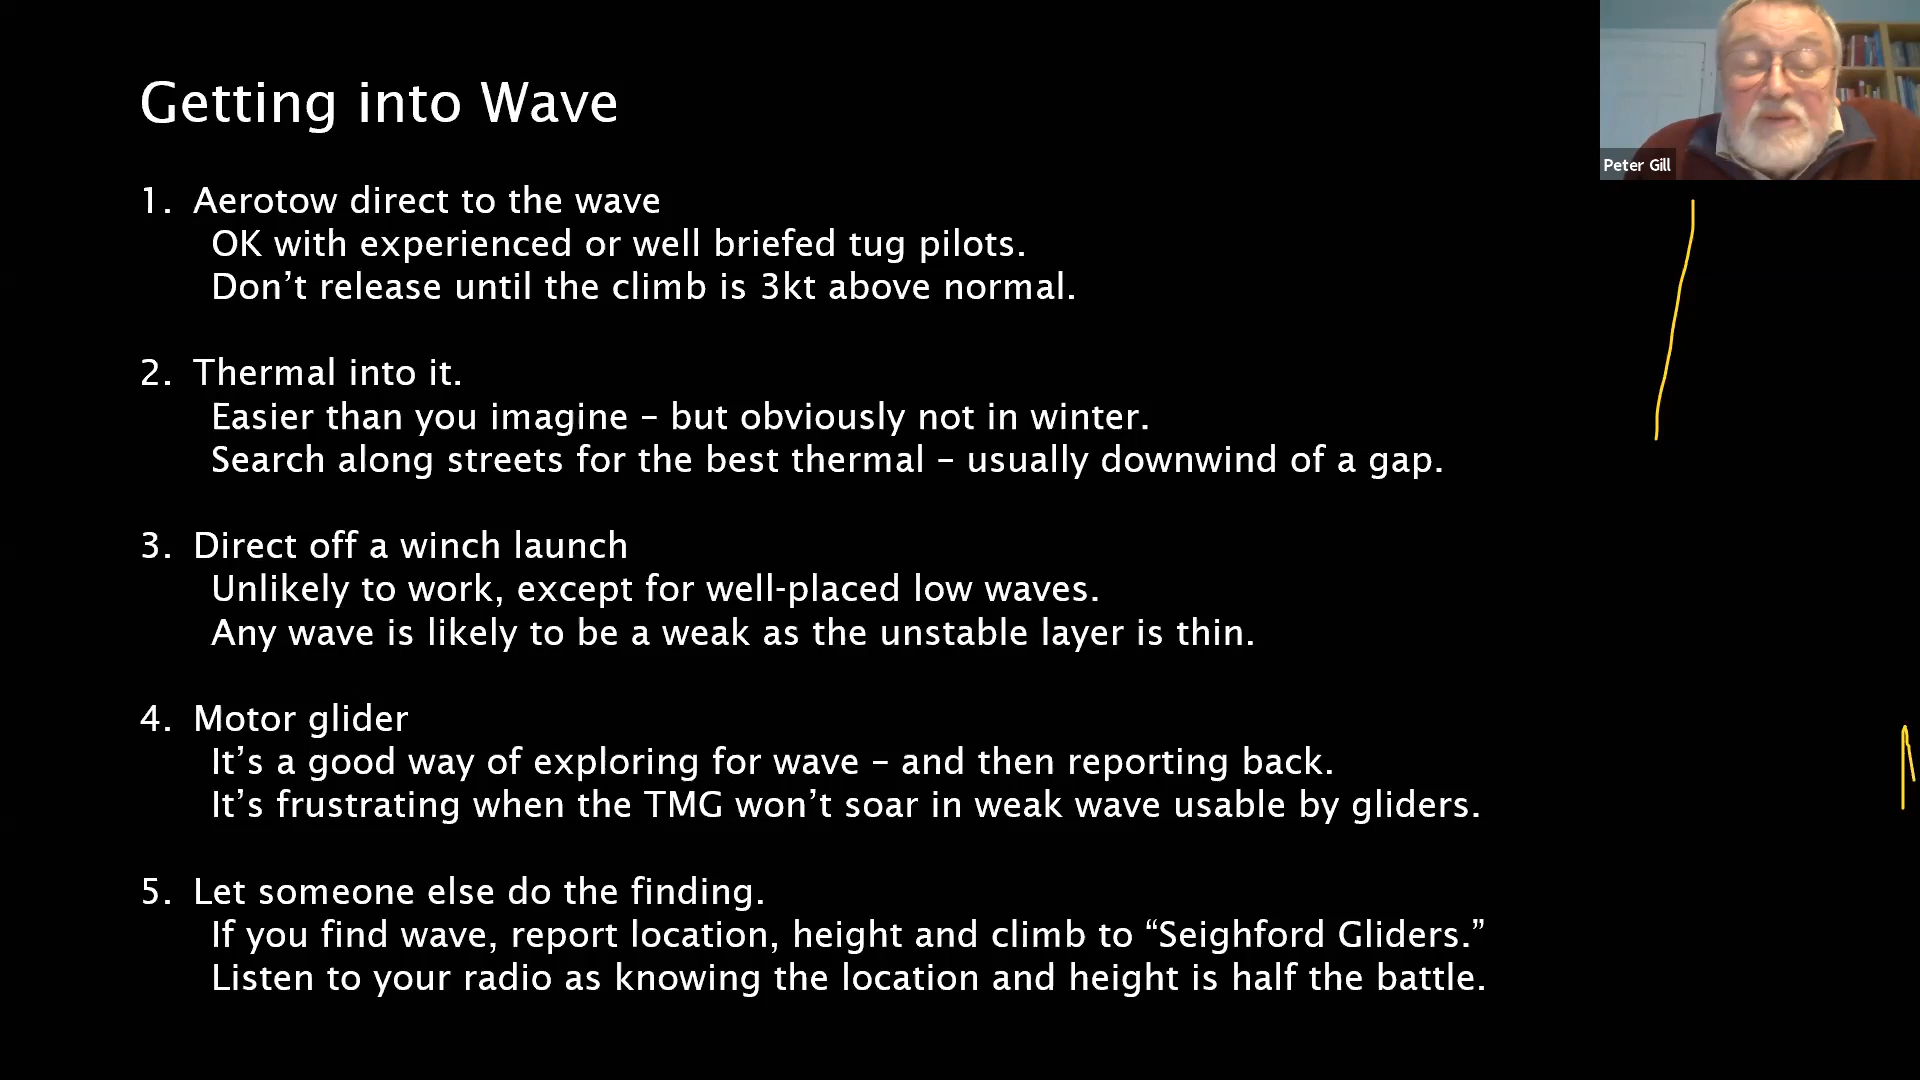 Getting into Wave
Peter Gill
1. Aerotow direct to the wave
OK with experienced or well briefed tug pilots.
Don’t release until the climb is 3kt above normal.
2. Thermal into it.
Easier than you imagine – but obviously not in winter.
Search along streets for the best thermal – usually downwind of a gap.
3. Direct off a winch launch
Unlikely to work, except for well-placed low waves.
Any wave is likely to be a weak as the unstable layer is thin.
4. Motor glider
It’s a good way of exploring for wave – and then reporting back.
It’s frustrating when the TMG won’t soar in weak wave usable by gliders.
5. Let someone else do the finding.
If you find wave, report location, height and climb to “Seighford Gliders.”
Listen to your radio as knowing the location and height is half the battle.